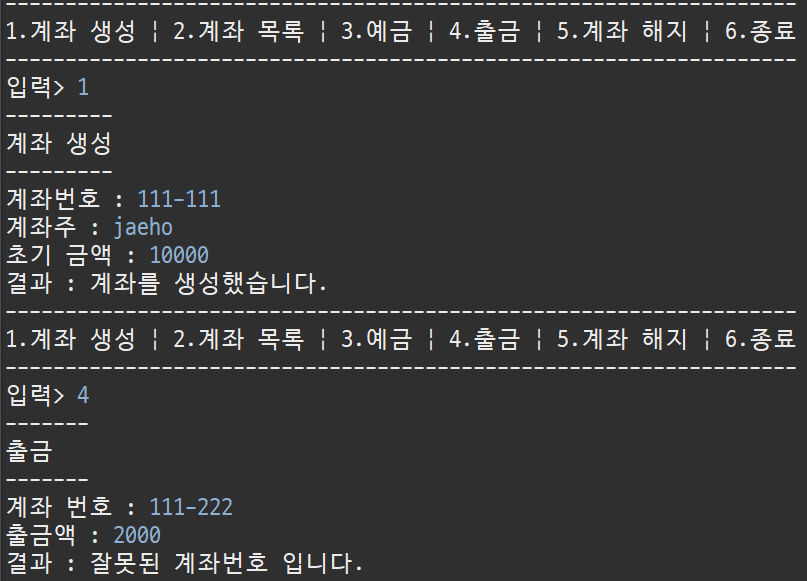 -------------------------------------------------------------------
1.계좌 생성 | 2.계좌 목록 | 3.예금 | 4.출금 | 5.계좌 해지 | 6.종료
-------------------------------------------------------------------
입력> 1
---------
계좌 생성
---------
계좌번호 : 111-111
계좌주 : jaeho
초기 금액 : 10000
결과 : 계좌를 생성했습니다.
-------------------------------------------------------------------
1.계좌 생성 | 2.계좌 목록 | 3.예금 | 4.출금 | 5.계좌 해지 | 6.종료
-------------------------------------------------------------------
입력> 4
-------
출금
-------
계좌 번호 : 111-222
출금액 : 2000
결과 : 잘못된 계좌번호 입니다.